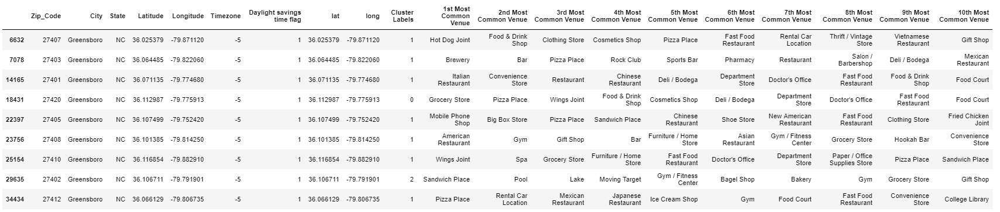 Zip_Code City State Latitude Longitude Timezone Daylight savings time flag lat long Cluster Labels 1st Most Common Venue 2nd Most Common Venue 3rd Most Common Venue 4th Most Common Venue 5th Most Common Venue 6th Most Common Venue 7th Most Common Venue 8th Most Common Venue 9th Most Common Venue 10th Most Common Venue
6632 27407 Greensboro NC 36.025379 -79.871120 -5 1 36.025379 -79.871120 1 Hot Dog Joint Food & Drink Shop Clothing Store Cosmetics Shop Pizza Place Fast Food Restaurant Rental Car Location Thrift / Vintage Store Vietnamese Restaurant Gift Shop
7078 27403 Greensboro NC 36.064485 -79.822060 -5 1 36.064485 -79.822060 1 Brewery Bar Pizza Place Rock Club Sports Bar Pharmacy Restaurant Salon / Barbershop Deli / Bodega Mexican Restaurant
14165 27401 Greensboro NC 36.071135 -79.774680 -5 1 36.071135 -79.774680 1 Italian Restaurant Convenience Store Restaurant Chinese Restaurant Deli / Bodega Department Store Doctor's Office Fast Food Restaurant Food & Drink Shop Food Court
18431 27420 Greensboro NC 36.112987 -79.775913 -5 1 36.112987 -79.775913 0 Grocery Store Pizza Place Wings Joint Food & Drink Shop Cosmetics Shop Deli / Bodega Department Store Doctor's Office Fast Food Restaurant Food Court
22397 27405 Greensboro NC 36.107499 -79.752420 -5 1 36.107499 -79.752420 1 Mobile Phone Shop Big Box Store Pizza Place Sandwich Place Chinese Restaurant Shoe Store New American Restaurant Fast Food Restaurant Clothing Store Fried Chicken Joint
23756 27408 Greensboro NC 36.101385 -79.814250 -5 1 36.101385 -79.814250 1 American Restaurant Gym Gift Shop Bar Furniture / Home Store Asian Restaurant Gym / Fitness Center Grocery Store Hookah Bar Convenience Store
25154 27410 Greensboro NC 36.116854 -79.882910 -5 1 36.116854 -79.882910 1 Wings Joint Spa Grocery Store Furniture / Home Store Fast Food Restaurant Doctor's Office Department Store Paper / Office Supplies Store Pizza Place Sandwich Place
29635 27402 Greensboro NC 36.106711 -79.791901 -5 1 36.106711 -79.791901 2 Sandwich Place Pool Lake Moving Target Gym / Fitness Center Bagel Shop Bakery Gym Grocery Store Gift Shop
34434 27412 Greensboro NC 36.066129 -79.806735 -5 1 36.066129 -79.806735 1 Pizza Place Rental Car Location Mexican Restaurant Japanese Restaurant Ice Cream Shop Gym Food Court Fast Food Restaurant Convenience Store College Library